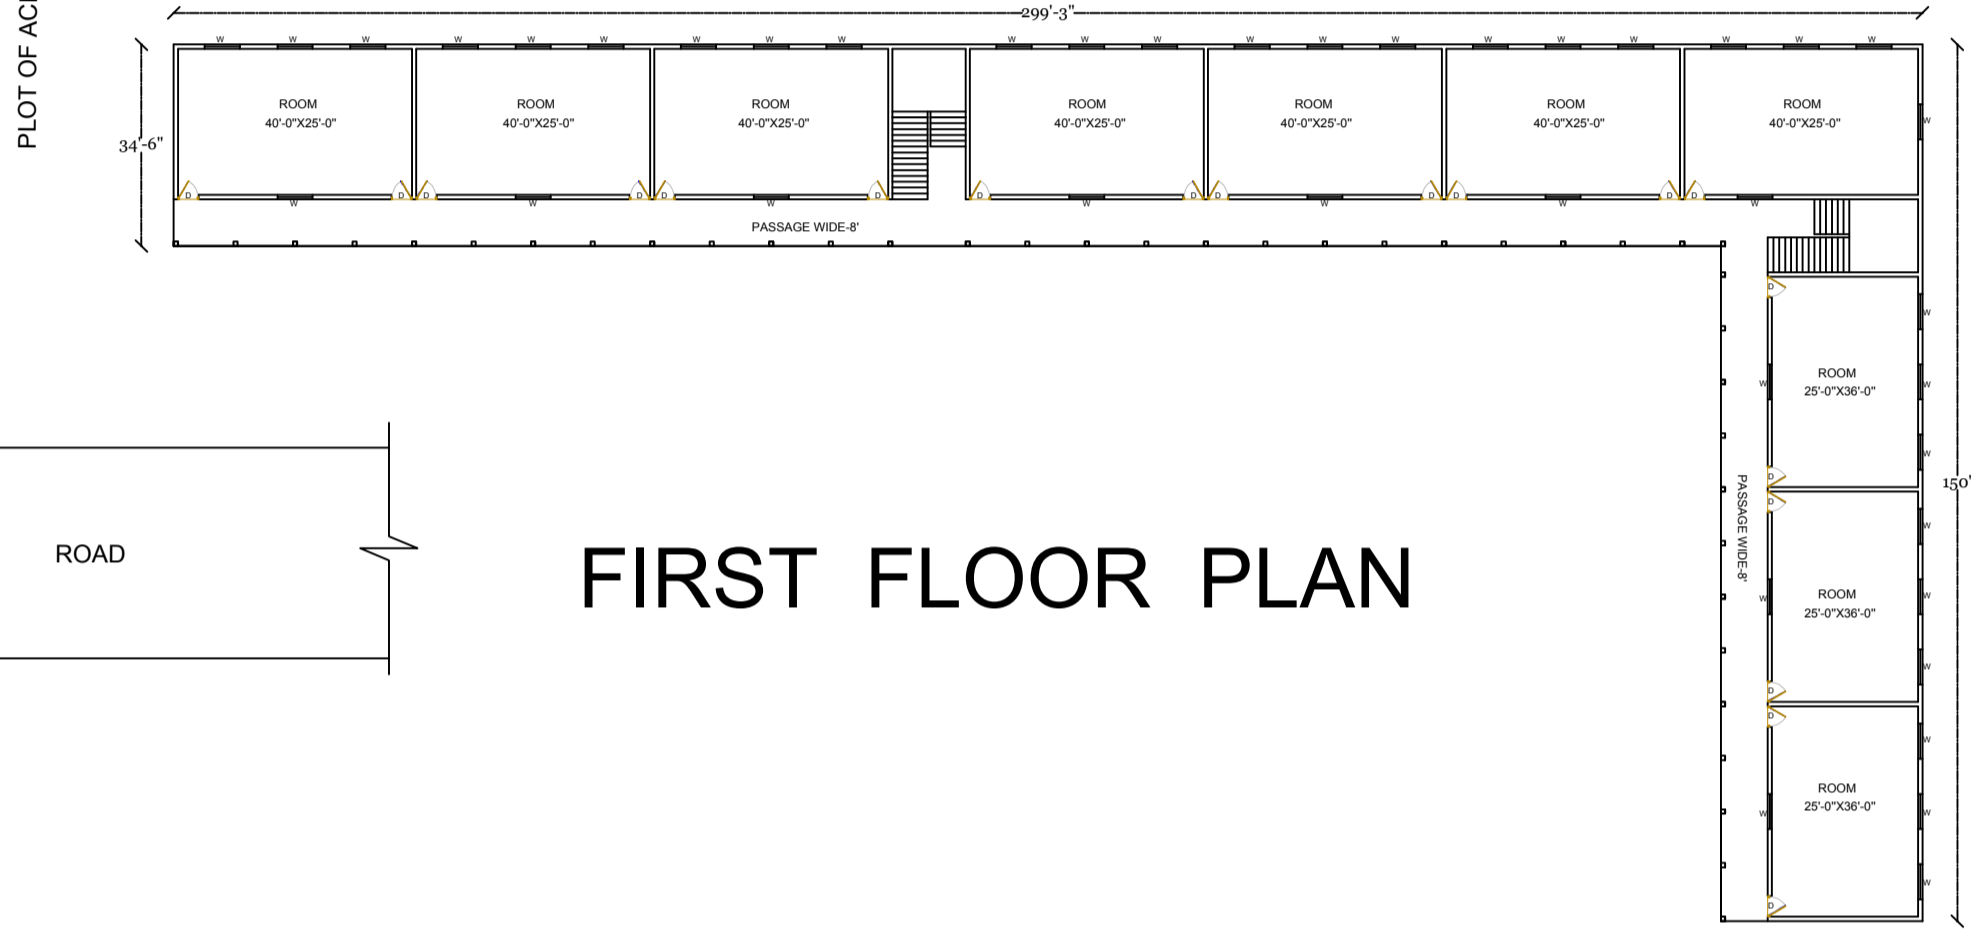 299'-3"
W W W W W W W W W W W W W W W W W W W W W
PLOT OF
34'-6"
ROOM
40'-0"X25'-0"
ROOM
40'-0"X25'-0"
ROOM
40'-0"X25'-0"
ROOM
40'-0"X25'-0"
ROOM
40'-0"X25'-0"
ROOM
40'-0"X25'-0"
ROOM
40'-0"X25'-0"
W
D D D D D D D D D D D D D
W W W W W W W
PASSAGE WIDE-8'
D
W
ROOM
25'-0"X36'-0"
W
W
W
D
D
W
150'
PASSAGE WIDE-8'
ROAD
FIRST FLOOR PLAN
ROOM
25'-0"X36'-0"
W
W
W
D
D
W
ROOM
25'-0"X36'-0"
W
W
W
D